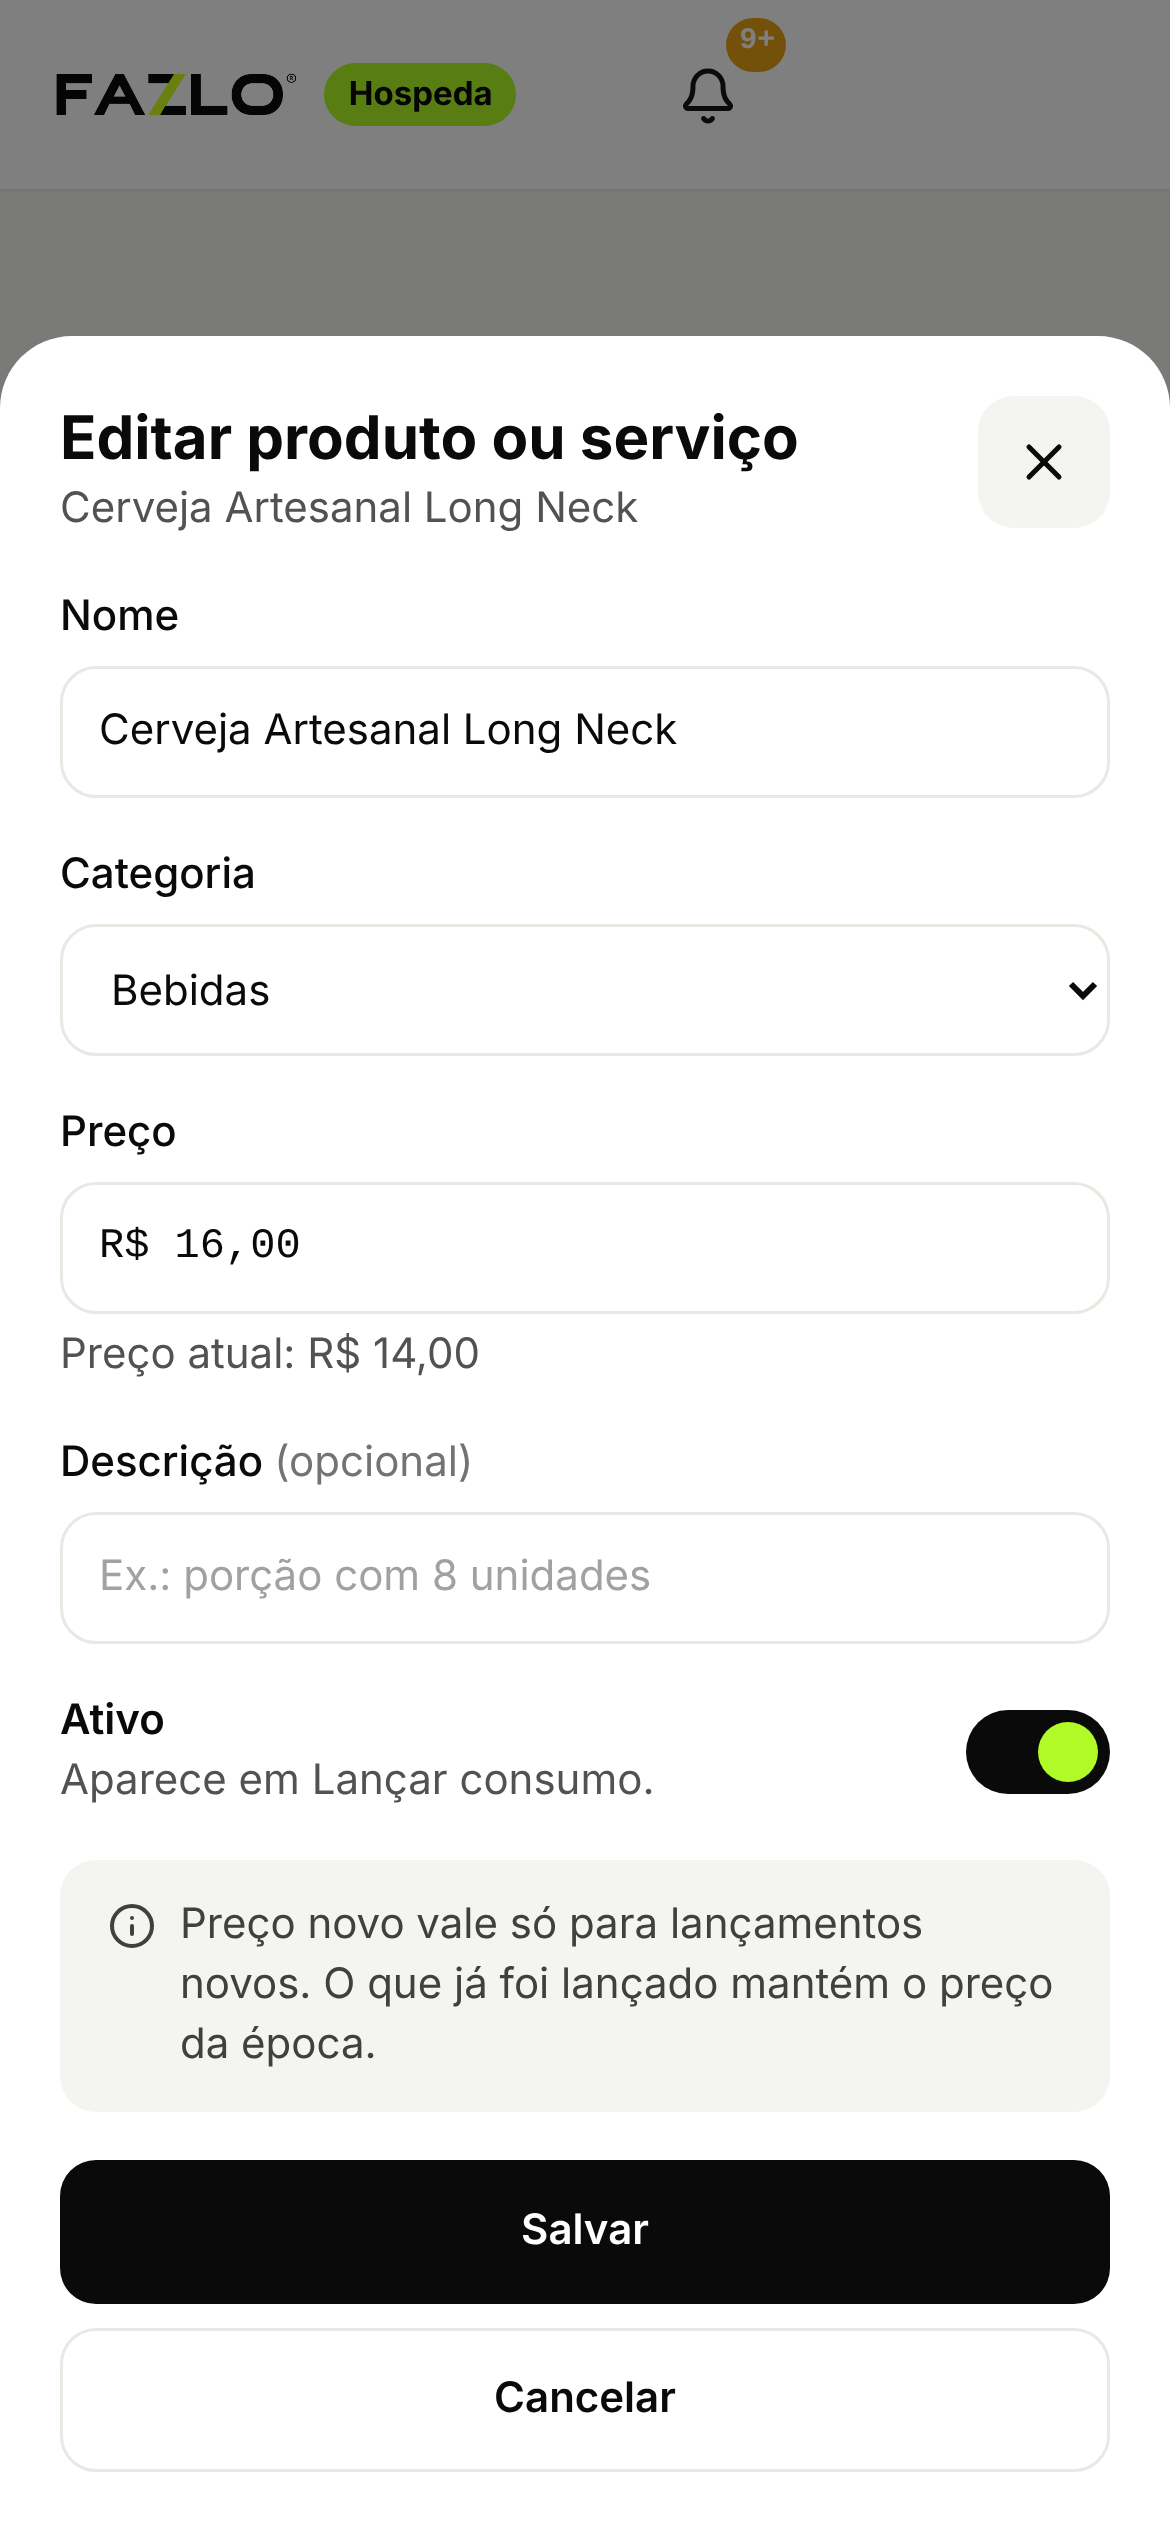 FAZLO®
Hospeda
9+
Editar produto ou serviço
Cerveja Artesanal Long Neck
Nome
Cerveja Artesanal Long Neck
Categoria
Bebidas
Preço
R$ 16,00
Preço atual: R$ 14,00
Descrição (opcional)
Ex.: porção com 8 unidades
Ativo
Aparece em Lançar consumo.
Preço novo vale só para lançamentos
novos. O que já foi lançado mantém o preço
da época.
Salvar
Cancelar